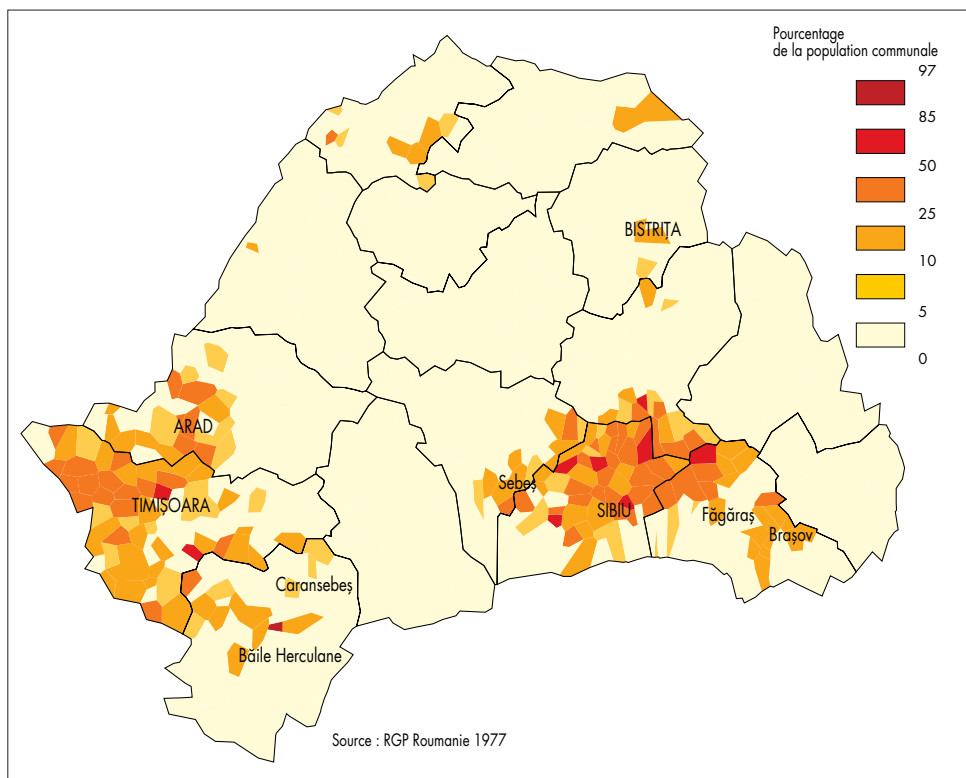 Pourcentage
de la population communale
97
85
50
25
10
5
0
BISTRIȚA
ARAD
TIMIȘOARA
Sebeș
SIBIU
Făgăraș
Brașov
Caransebeș
Băile Herculane
Source : RGP Roumanie 1977